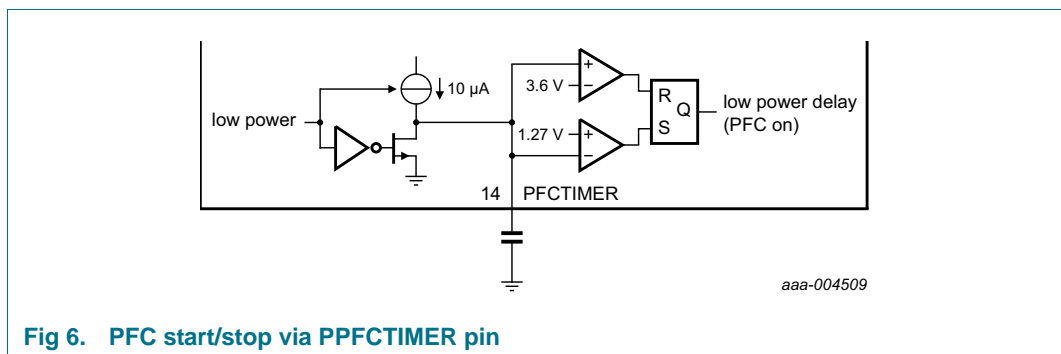 low power
10 µA
+
3.6 V
−
1.27 V
+
−
R
S
Q
low power delay
(PFC on)
14 PFCTIMER
aaa-004509
Fig 6. PFC start/stop via PPFCTIMER pin